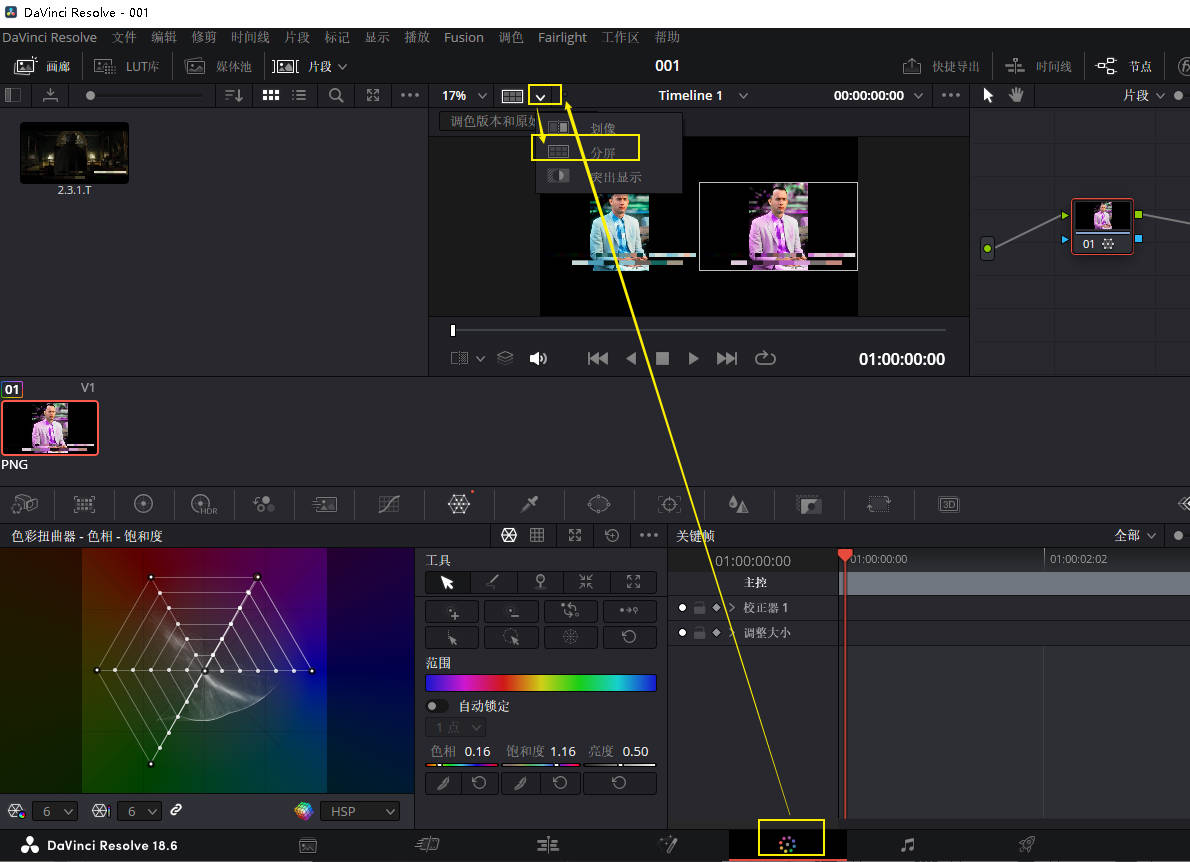 DaVinci Resolve - 001
DaVinci Resolve 文件 编辑 修剪 时间线 片段 标记 显示 播放 Fusion 调色 Fairlight 工作区 帮助
画廊 LUT库 媒体池 片段 001 快捷导出 时间线 节点
17% Timeline 1 00:00:00:00 片段
调色版本和原始
划像
分屏
突出显示
2.3.1.T
01
01:00:00:00
01 V1
PNG
HDR
3D
色彩扭曲器 - 色相 - 饱和度 关键帧 全部
工具
01:00:00:00 01:00:00:00 01:00:02:02
主控
校正器 1
调整大小
范围
自动锁定
1 点
色相 0.16 饱和度 1.16 亮度 0.50
6 6 HSP
DaVinci Resolve 18.6